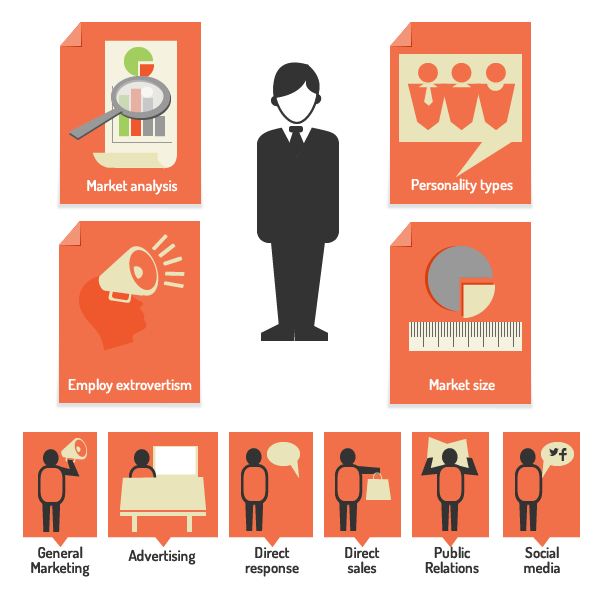 Market analysis
Personality types
Employ extrovertism
Market size
General
Marketing
Advertising
Direct
response
Direct
sales
Public
Relations
Social
media